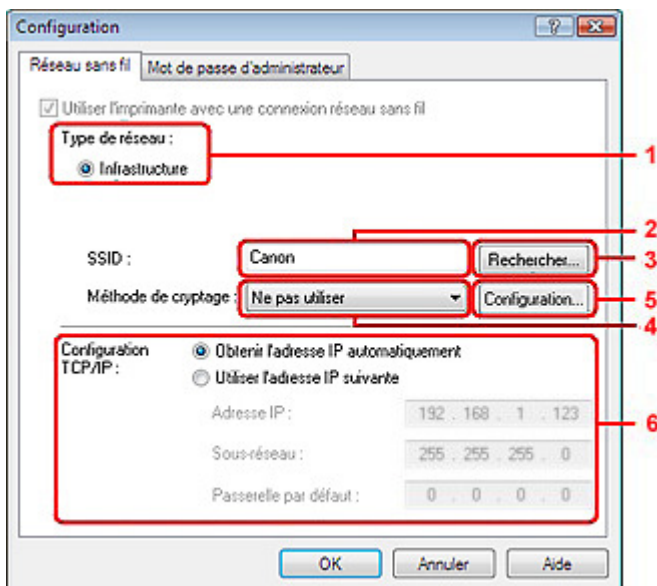 Configuration
Réseau sans fil Mot de passe d'administrateur
Utiliser l'imprimante avec une connexion réseau sans fil
Type de réseau :
Infrastructure
1
2
SSID : Canon Rechercher... 3
Méthode de cryptage : Ne pas utiliser Configuration... 5
4
Configuration TCP/IP :
Obtenir l'adresse IP automatiquement
Utiliser l'adresse IP suivante
Adresse IP : 192 . 168 . 1 . 123
6
Sous-réseau : 255 . 255 . 255 . 0
Passerelle par défaut : 0 . 0 . 0 . 0
OK Annuler Aide